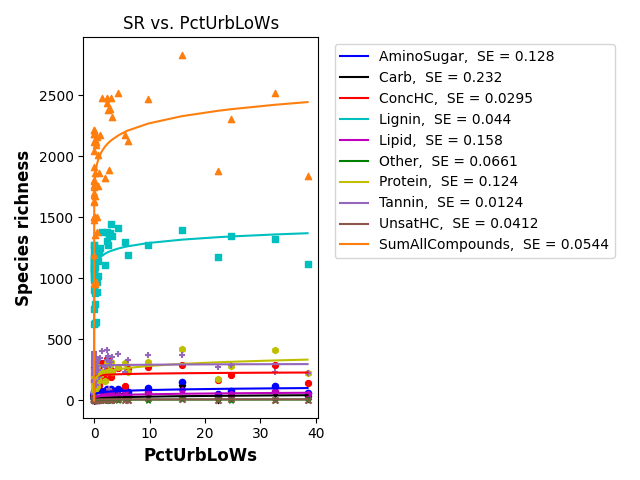 SR vs. PctUrbLoWs
Species richness
2500
2000
1500
1000
500
0
0
10
20
30
40
PctUrbLoWs
AminoSugar, SE = 0.128
Carb, SE = 0.232
ConcHC, SE = 0.0295
Lignin, SE = 0.044
Lipid, SE = 0.158
Other, SE = 0.0661
Protein, SE = 0.124
Tannin, SE = 0.0124
UnsatHC, SE = 0.0412
SumAllCompounds, SE = 0.0544